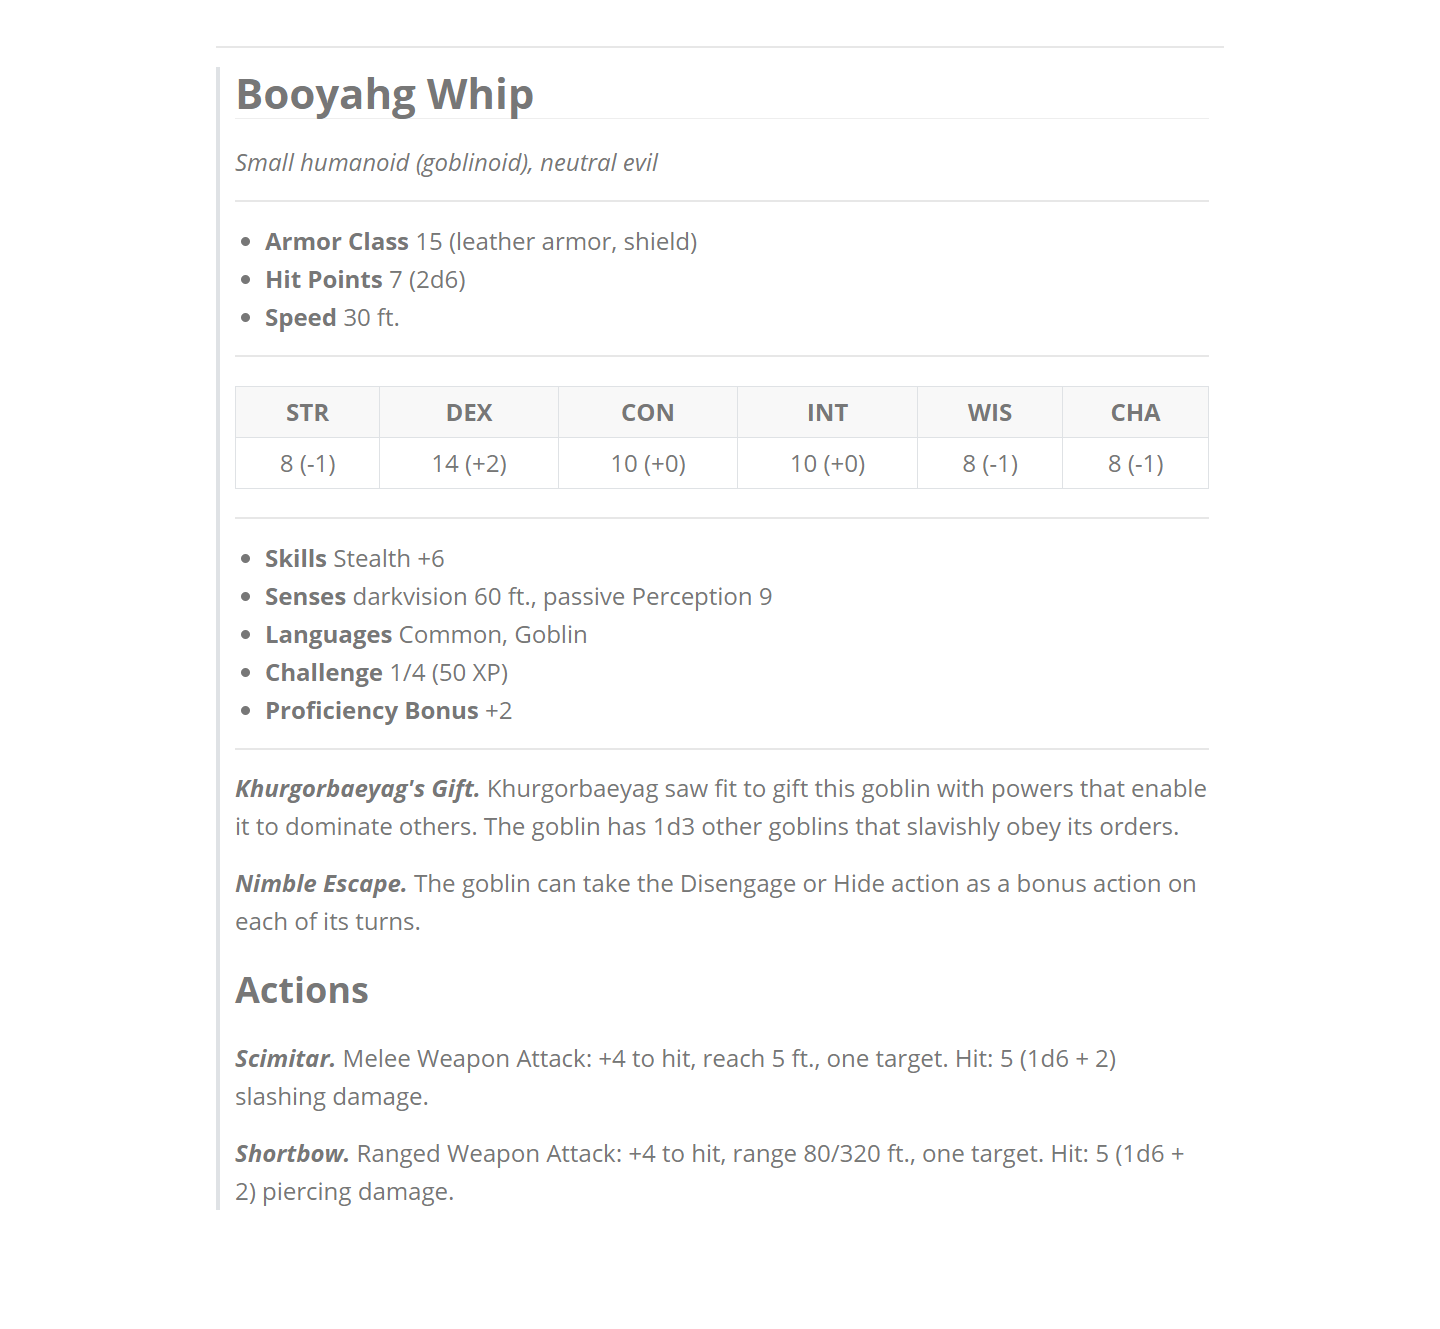 Booyahg Whip
Small humanoid (goblinoid), neutral evil
• Armor Class 15 (leather armor, shield)
• Hit Points 7 (2d6)
• Speed 30 ft.
STR DEX CON INT WIS CHA
8 (-1) 14 (+2) 10 (+0) 10 (+0) 8 (-1) 8 (-1)
• Skills Stealth +6
• Senses darkvision 60 ft., passive Perception 9
• Languages Common, Goblin
• Challenge 1/4 (50 XP)
• Proficiency Bonus +2
Khurgorbaeyag's Gift. Khurgorbaeyag saw fit to gift this goblin with powers that enable
it to dominate others. The goblin has 1d3 other goblins that slavishly obey its orders.
Nimble Escape. The goblin can take the Disengage or Hide action as a bonus action on
each of its turns.
Actions
Scimitar. Melee Weapon Attack: +4 to hit, reach 5 ft., one target. Hit: 5 (1d6 + 2)
slashing damage.
Shortbow. Ranged Weapon Attack: +4 to hit, range 80/320 ft., one target. Hit: 5 (1d6 +
2) piercing damage.